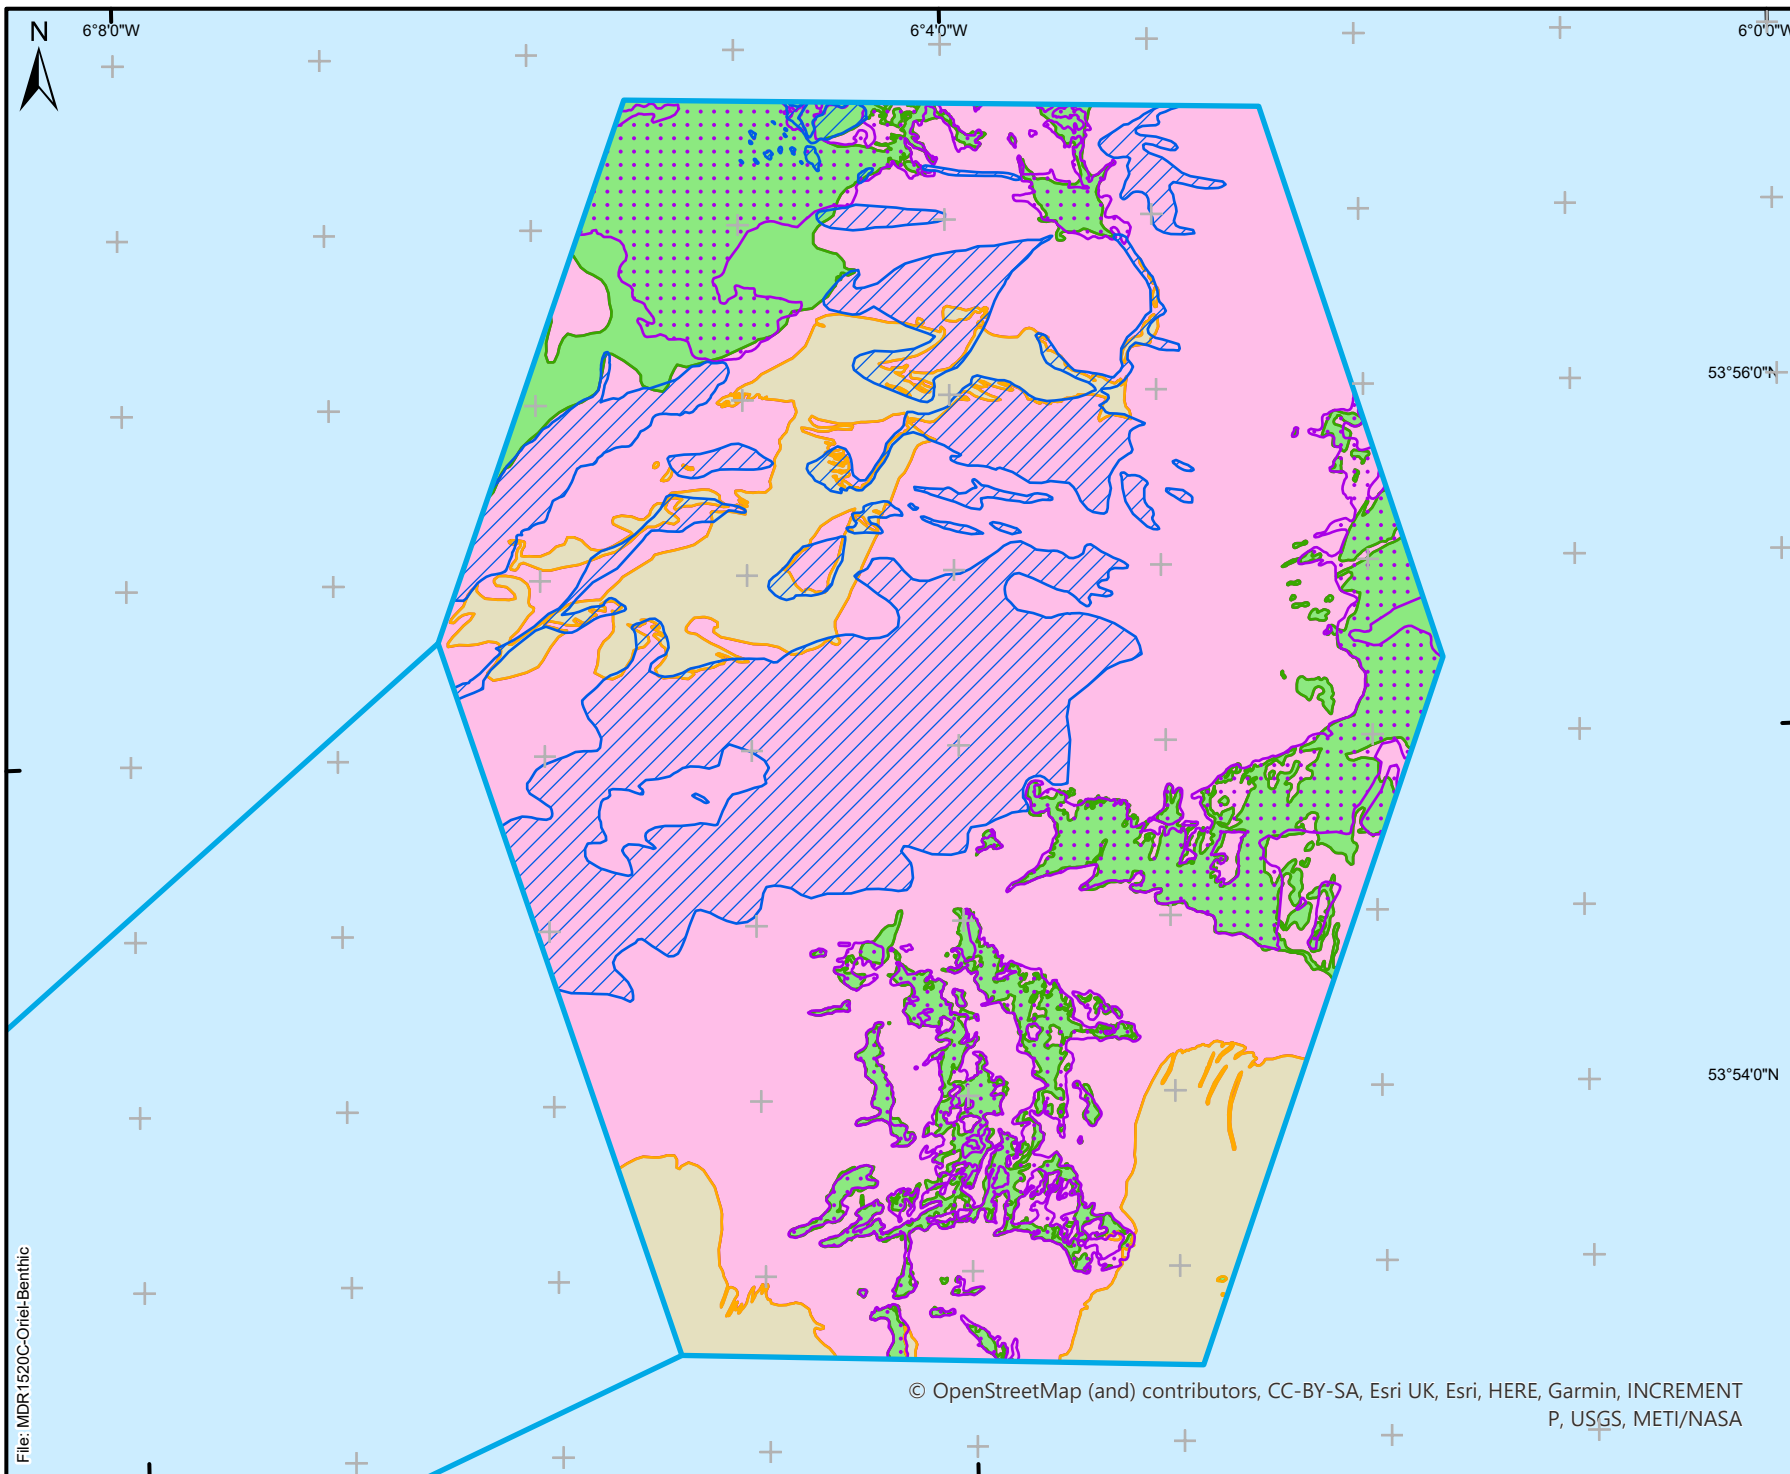 6°8'0"W
6°4'0"W
6°0'0"W
N
53°56'0"N
53°54'0"N
File: MDR1520C-Oriel-Benthic
© OpenStreetMap (and) contributors, CC-BY-SA, Esri UK, Esri, HERE, Garmin, INCREMENT
P, USGS, METI/NASA